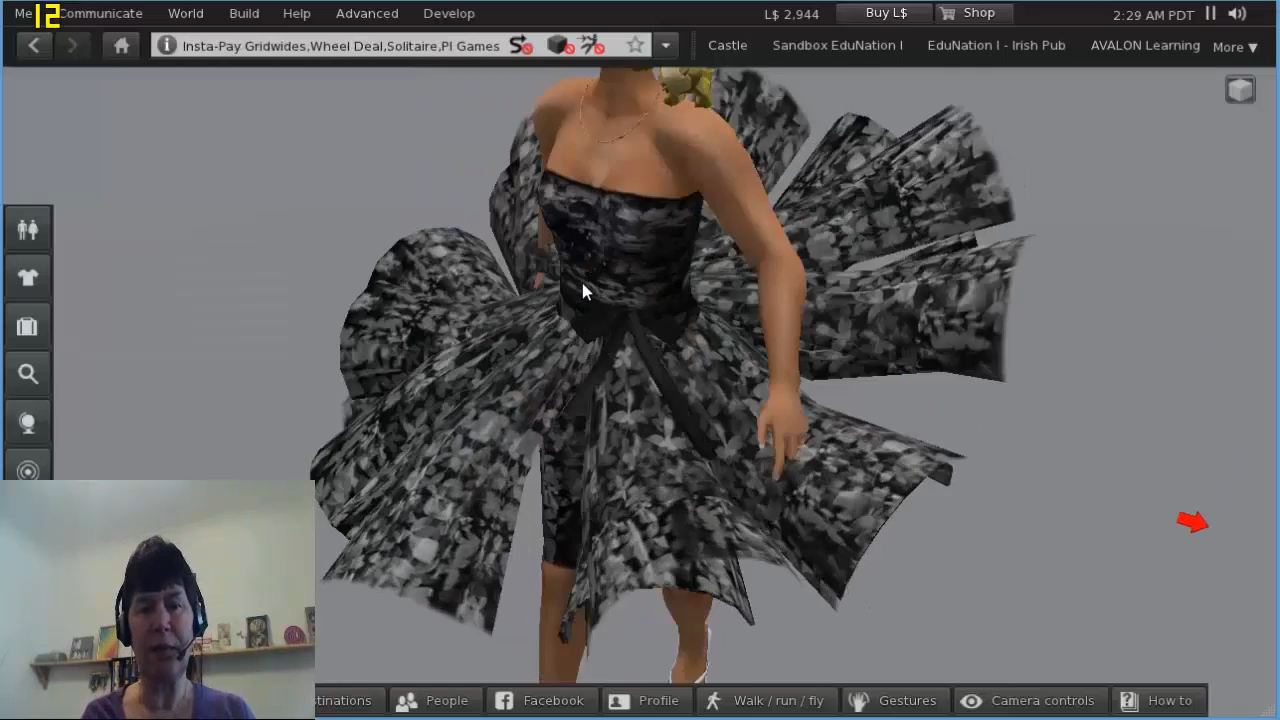 Me
12
Communicate World Build Help Advanced Develop L$ 2,944 Buy L$ Shop 2:29 AM PDT
Insta-Pay Gridwides,Wheel Deal,Solitaire,PI Games Castle Sandbox EduNation I EduNation I - Irish Pub AVALON Learning More ▼
tinations People Facebook Profile Walk / run / fly Gestures Camera controls How to